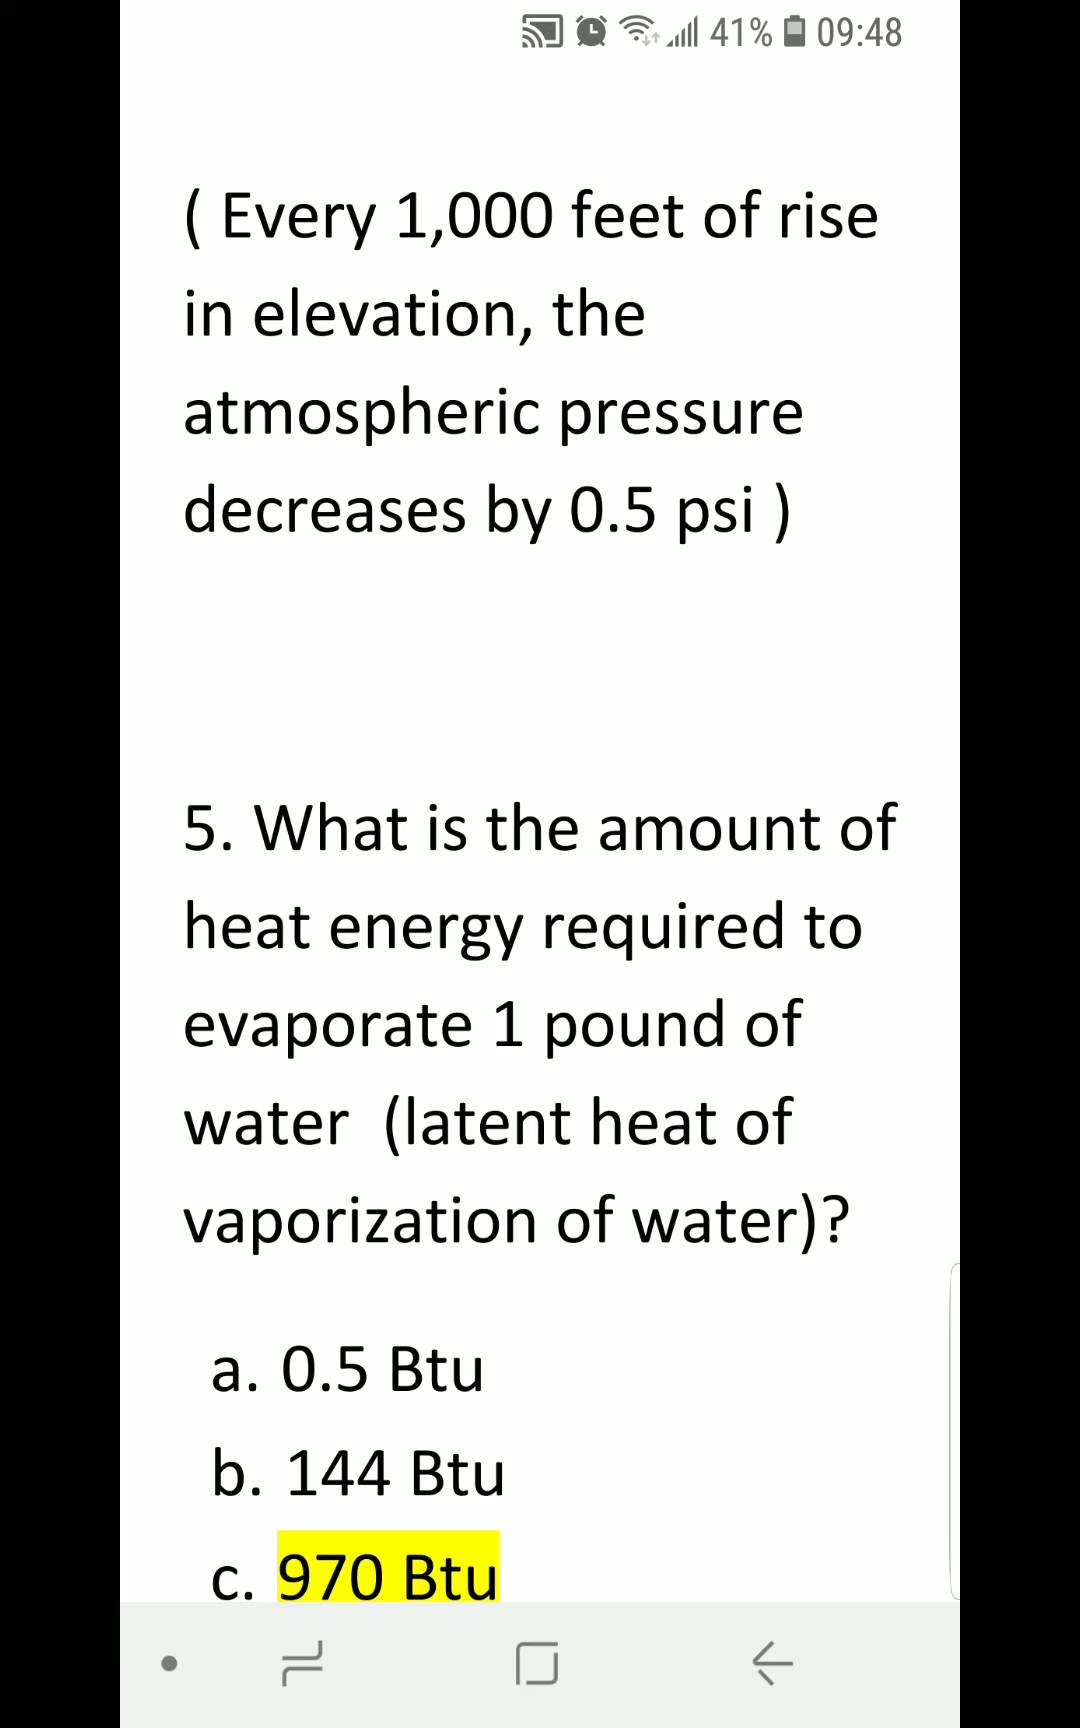 41% 09:48
( Every 1,000 feet of rise
in elevation, the
atmospheric pressure
decreases by 0.5 psi )
5. What is the amount of
heat energy required to
evaporate 1 pound of
water  (latent heat of
vaporization of water)?
a. 0.5 Btu
b. 144 Btu
c. 970 Btu